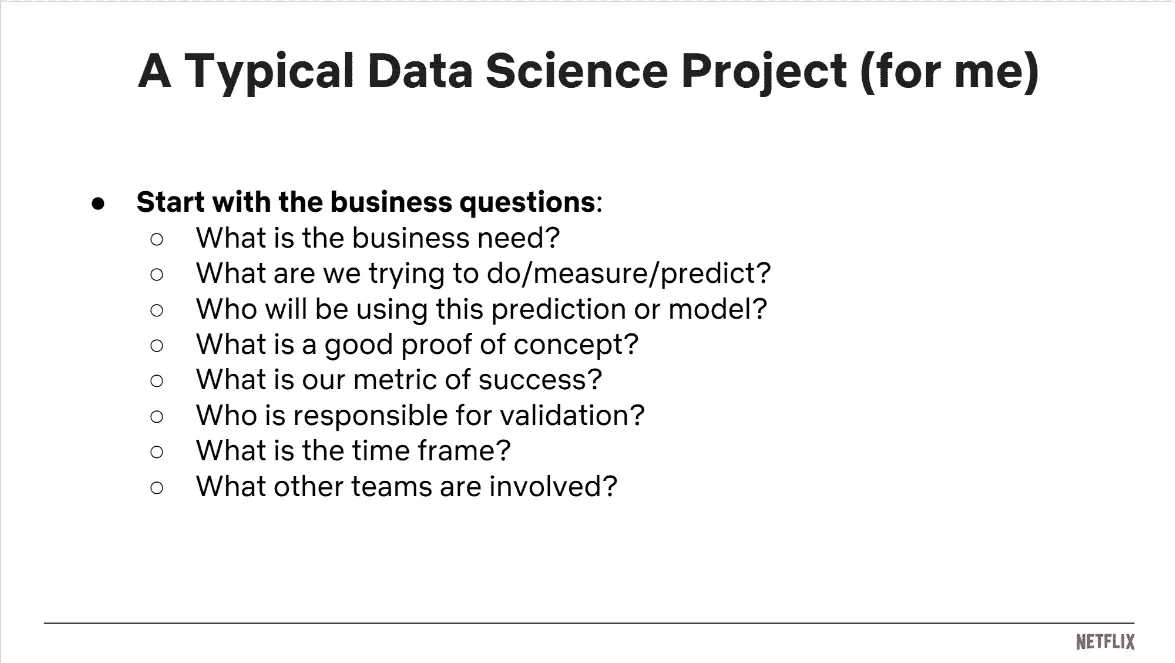 A Typical Data Science Project (for me)
● Start with the business questions:
○ What is the business need?
○ What are we trying to do/measure/predict?
○ Who will be using this prediction or model?
○ What is a good proof of concept?
○ What is our metric of success?
○ Who is responsible for validation?
○ What is the time frame?
○ What other teams are involved?
NETFLIX